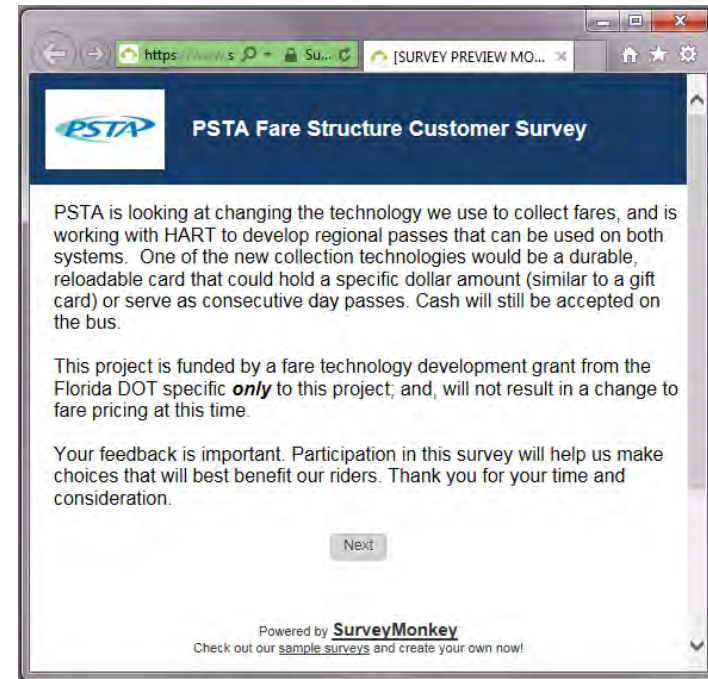 https://www.s
Su...
[SURVEY PREVIEW MO...
PSTA
PSTA Fare Structure Customer Survey
PSTA is looking at changing the technology we use to collect fares, and is
working with HART to develop regional passes that can be used on both
systems.  One of the new collection technologies would be a durable,
reloadable card that could hold a specific dollar amount (similar to a gift
card) or serve as consecutive day passes. Cash will still be accepted on
the bus.
This project is funded by a fare technology development grant from the
Florida DOT specific only to this project; and, will not result in a change to
fare pricing at this time.
Your feedback is important. Participation in this survey will help us make
choices that will best benefit our riders. Thank you for your time and
consideration.
Next
Powered by SurveyMonkey
Check out our sample surveys and create your own now!